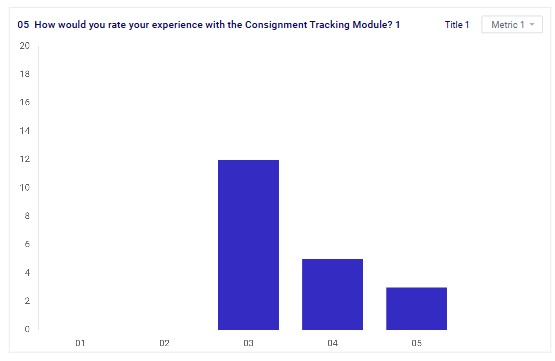 05 How would you rate your experience with the Consignment Tracking Module? 1
Title 1
Metric 1
20
18
16
14
12
10
8
6
4
2
0
01 02 03 04 05